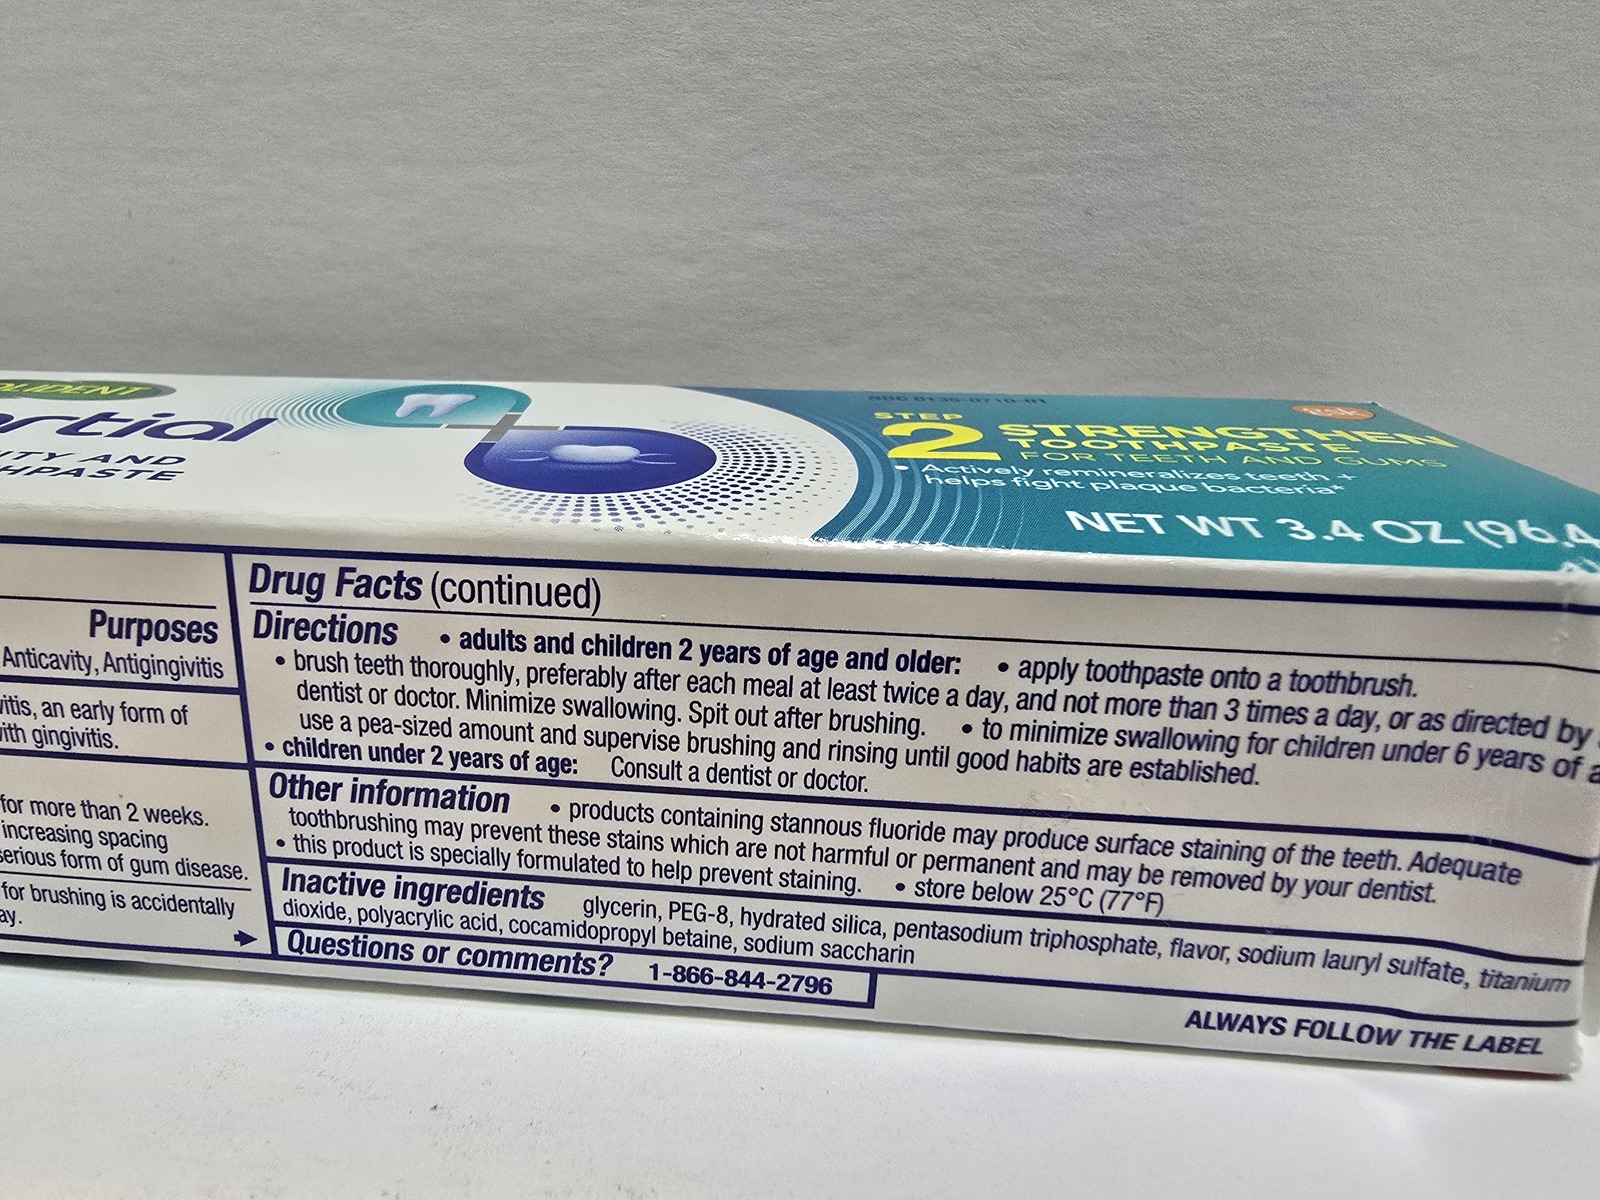 rtial
ITY AND
HPASTE
STEP
2 STRENGTHEN
TOOTHPASTE
FOR TEETH AND GUMS
• Actively remineralizes teeth +
helps fight plaque bacteria*
NET WT 3.4 OZ (96.4
gsk
Purposes
Anticavity, Antigingivitis
vitis, an early form of
with gingivitis.
for more than 2 weeks.
increasing spacing
serious form of gum disease.
for brushing is accidentally
ay.
Drug Facts (continued)
Directions • adults and children 2 years of age and older: • apply toothpaste onto a toothbrush.
• brush teeth thoroughly, preferably after each meal at least twice a day, and not more than 3 times a day, or as directed by
dentist or doctor. Minimize swallowing. Spit out after brushing. • to minimize swallowing for children under 6 years of a
use a pea-sized amount and supervise brushing and rinsing until good habits are established.
• children under 2 years of age: Consult a dentist or doctor.
Other information • products containing stannous fluoride may produce surface staining of the teeth. Adequate
toothbrushing may prevent these stains which are not harmful or permanent and may be removed by your dentist.
• this product is specially formulated to help prevent staining. • store below 25°C (77°F)
Inactive ingredients glycerin, PEG-8, hydrated silica, pentasodium triphosphate, flavor, sodium lauryl sulfate, titanium
dioxide, polyacrylic acid, cocamidopropyl betaine, sodium saccharin
Questions or comments? 1-866-844-2796
ALWAYS FOLLOW THE LABEL